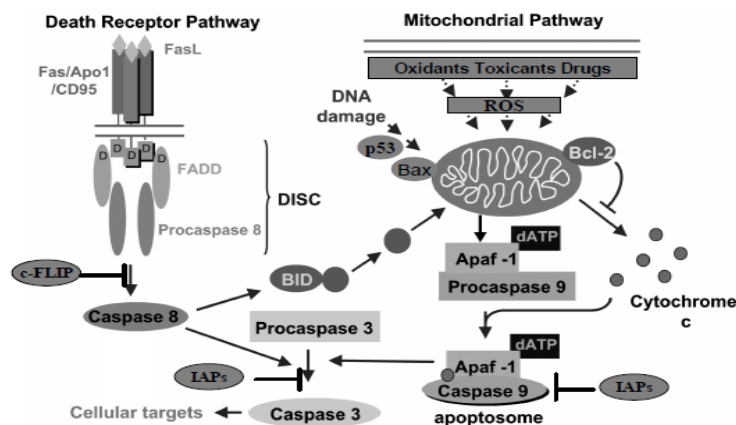 Death Receptor Pathway
FasL
Fas/Apo1
/CD95
D D D D
FADD
Procaspase 8
DISC
c-FLIP
Caspase 8
BID
Procaspase 3
IAPs
Cellular targets
Caspase 3
Mitochondrial Pathway
Oxidants Toxicants Drugs
ROS
DNA
damage
p53
Bax
Bcl-2
dATP
Apaf -1
Procaspase 9
Cytochrome
c
dATP
Apaf -1
Caspase 9
apoptosome
IAPs